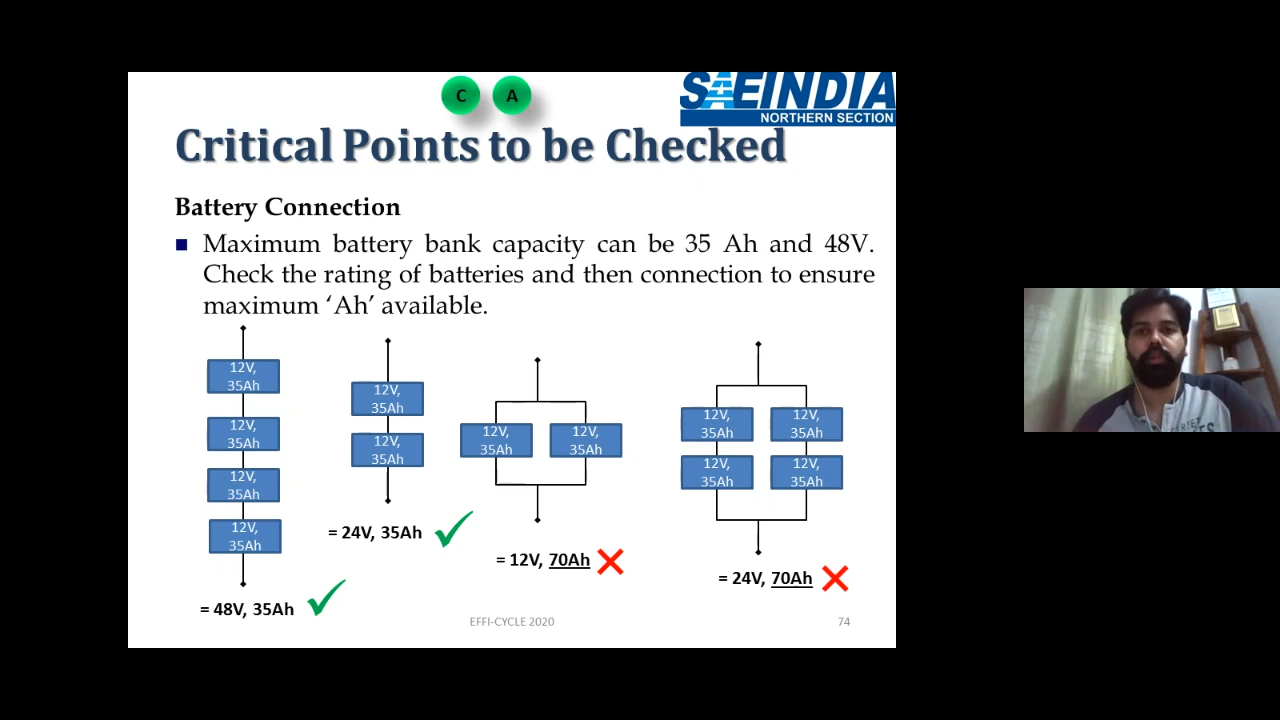 C A
SAEINDIA
NORTHERN SECTION
Critical Points to be Checked
Battery Connection
Maximum battery bank capacity can be 35 Ah and 48V.
Check the rating of batteries and then connection to ensure
maximum ‘Ah’ available.
12V,
35Ah
12V,
35Ah
12V,
35Ah
12V,
35Ah
= 48V, 35Ah
12V,
35Ah
12V,
35Ah
= 24V, 35Ah
12V,
35Ah
12V,
35Ah
= 12V, 70Ah
12V,
35Ah
12V,
35Ah
12V,
35Ah
12V,
35Ah
= 24V, 70Ah
EFFI-CYCLE 2020
74